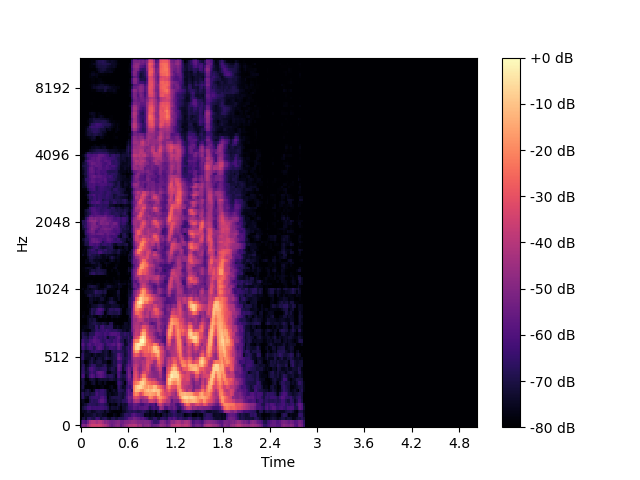 8192
4096
2048
1024
512
0
Hz
0 0.6 1.2 1.8 2.4 3 3.6 4.2 4.8
Time
+0 dB
-10 dB
-20 dB
-30 dB
-40 dB
-50 dB
-60 dB
-70 dB
-80 dB